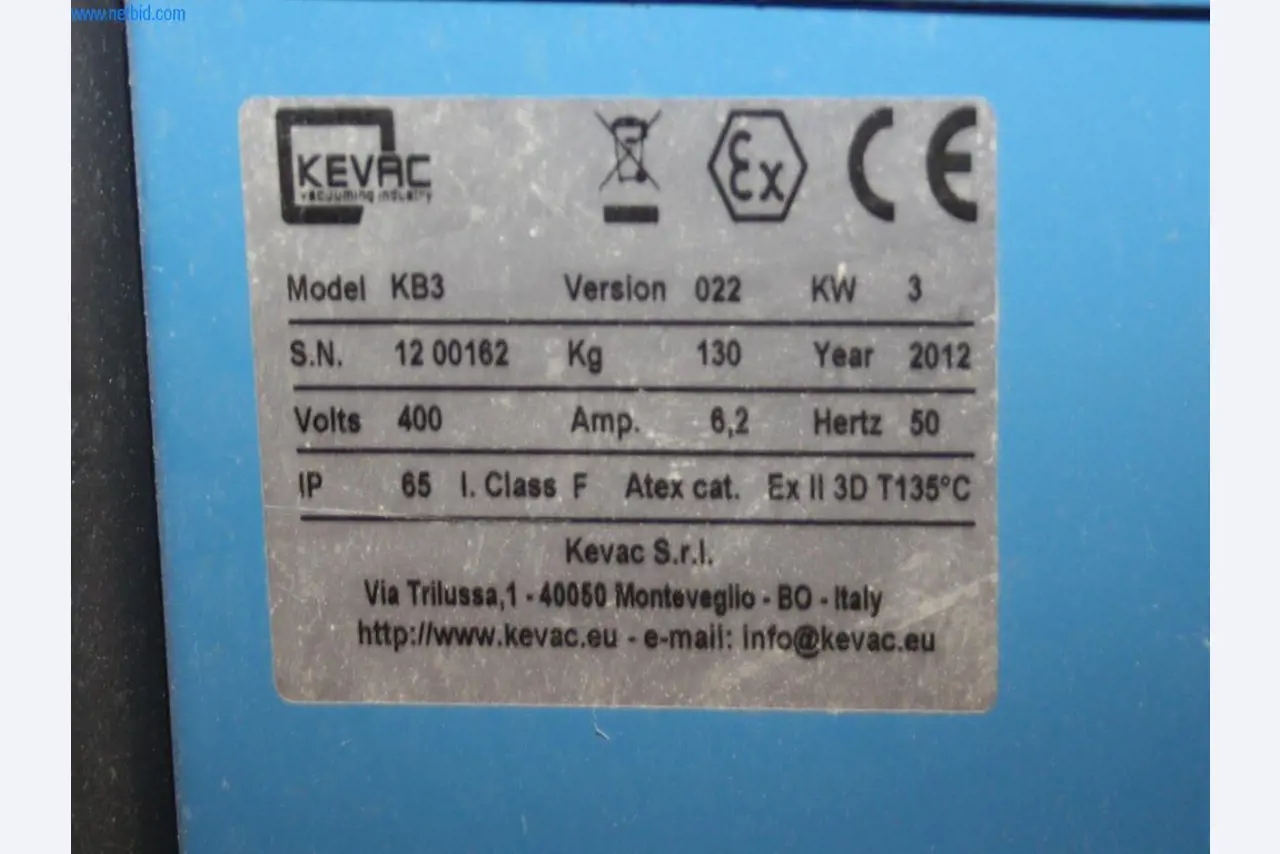 www.netbid.com
KEVAC
vacuuming industry
Ex CE
Model KB3 Version 022 KW 3
S.N. 12 00162 Kg 130 Year 2012
Volts 400 Amp. 6,2 Hertz 50
IP 65 I. Class F Atex cat. Ex II 3D T135°C
Kevac S.r.l.
Via Trilussa,1 - 40050 Monteveglio - BO - Italy
http://www.kevac.eu - e-mail: info@kevac.eu